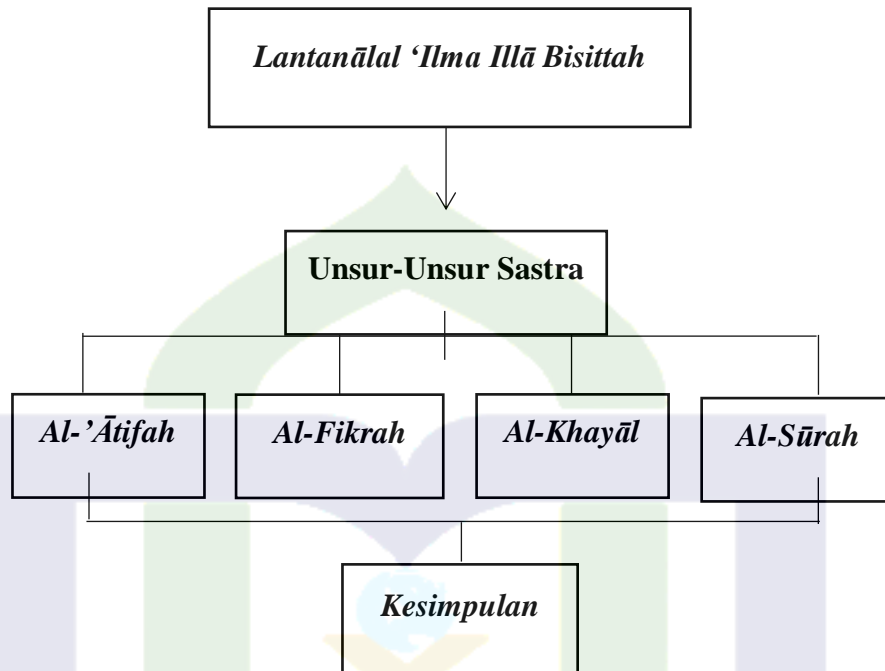 Lantanālal ‘Ilma Illā Bisittah
Unsur-Unsur Sastra
Al-’Ātifah
Al-Fikrah
Al-Khayāl
Al-Sūrah
Kesimpulan